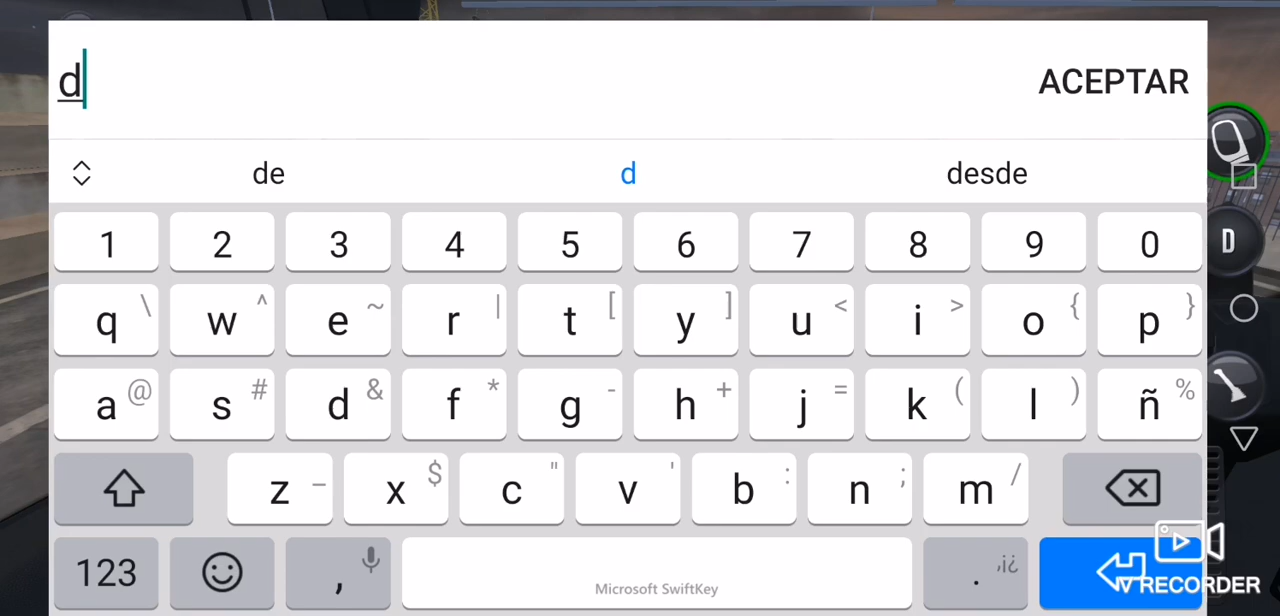 d
ACEPTAR
de d desde
1 2 3 4 5 6 7 8 9 0
q \ w ^ e ~ r | t [ y ] u < i > o { p }
a @ s # d & f * g - h + j = k ( l ) ñ %
z _ x $ c " v ' b : n ; m /
123 , Microsoft SwiftKey . ,¡¿
V RECORDER
D